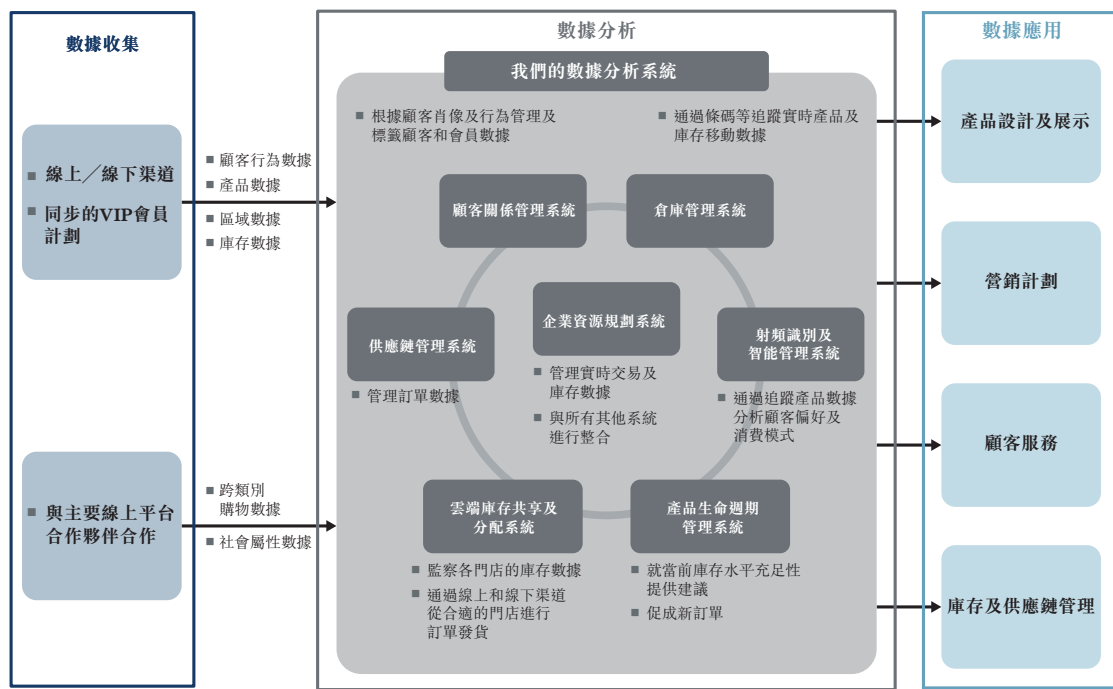 數據收集
■ 線上╱線下渠道
■ 同步的VIP會員
計劃
■ 與主要線上平台
合作夥伴合作
■ 顧客行為數據
■ 產品數據
■ 區域數據
■ 庫存數據
■ 跨類別
購物數據
■ 社會屬性數據
數據分析
我們的數據分析系統
■ 根據顧客肖像及行為管理及
標籤顧客和會員數據
■ 通過條碼等追蹤實時產品及
庫存移動數據
顧客關係管理系統
倉庫管理系統
供應鏈管理系統
■ 管理訂單數據
企業資源規劃系統
■ 管理實時交易及
庫存數據
■ 與所有其他系統
進行整合
射頻識別及
智能管理系統
■ 通過追蹤產品數據
分析顧客偏好及
消費模式
雲端庫存共享及
分配系統
■ 監察各門店的庫存數據
■ 通過線上和線下渠道
從合適的門店進行
訂單發貨
產品生命週期
管理系統
■ 就當前庫存水平充足性
提供建議
■ 促成新訂單
數據應用
產品設計及展示
營銷計劃
顧客服務
庫存及供應鏈管理